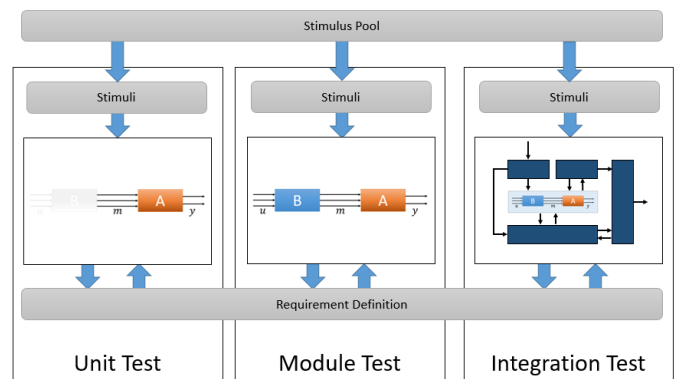 Stimulus Pool
Stimuli
Stimuli
Stimuli
B
A
u
m
y
B
A
u
m
y
B
A
u
m
y
Requirement Definition
Unit Test
Module Test
Integration Test